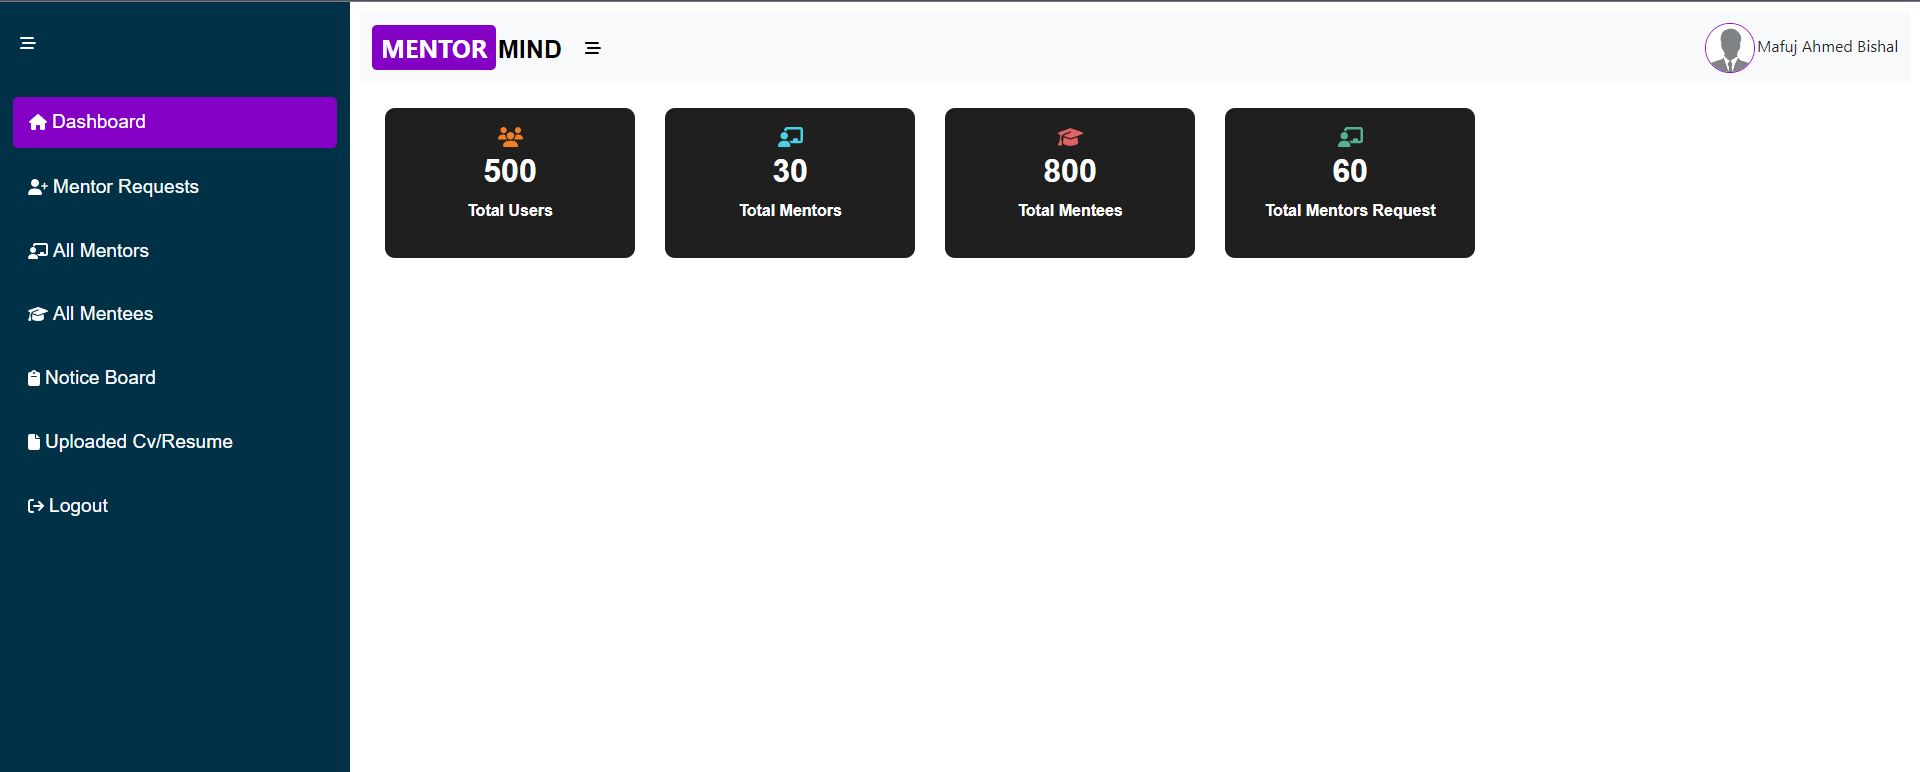 MENTOR MIND
Mafuj Ahmed Bishal
Dashboard
Mentor Requests
All Mentors
All Mentees
Notice Board
Uploaded Cv/Resume
Logout
500
Total Users
30
Total Mentors
800
Total Mentees
60
Total Mentors Request